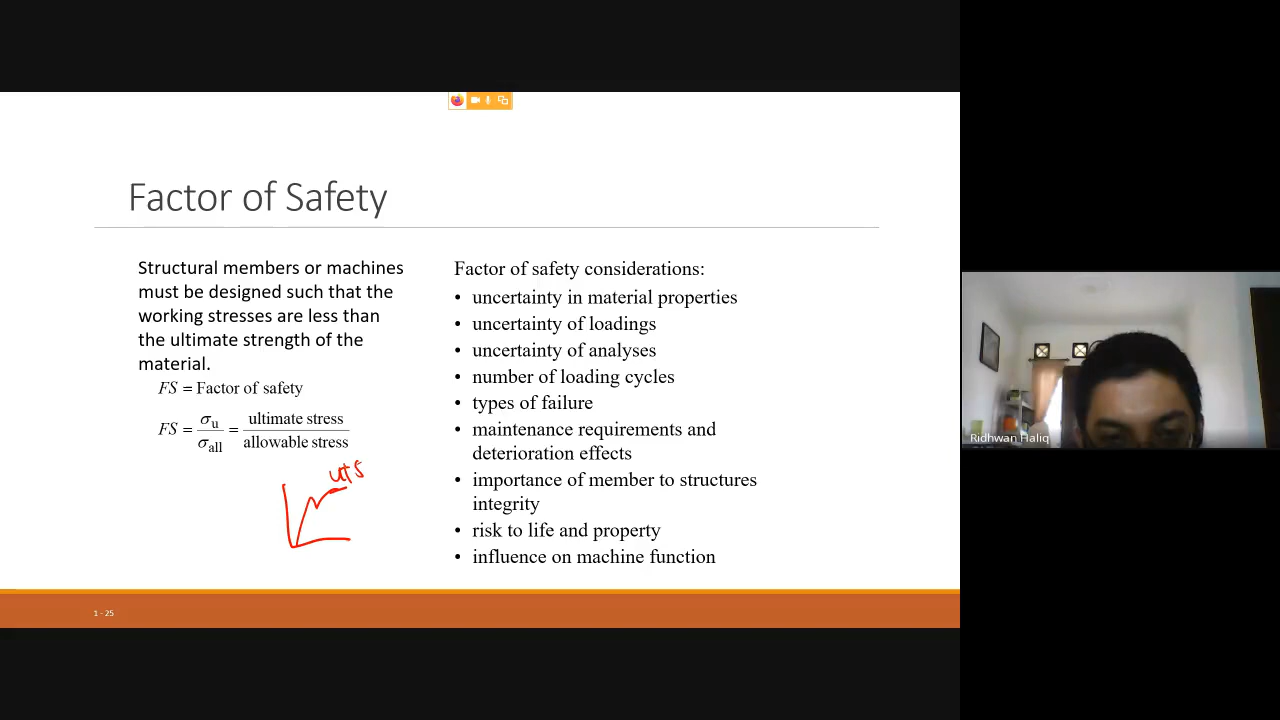 Factor of Safety
Structural members or machines
must be designed such that the
working stresses are less than
the ultimate strength of the
material.
FS = Factor of safety
FS = σu / σall = ultimate stress / allowable stress
UTS
Factor of safety considerations:
• uncertainty in material properties
• uncertainty of loadings
• uncertainty of analyses
• number of loading cycles
• types of failure
• maintenance requirements and
deterioration effects
• importance of member to structures
integrity
• risk to life and property
• influence on machine function
1 - 25
Ridhwan Haliq